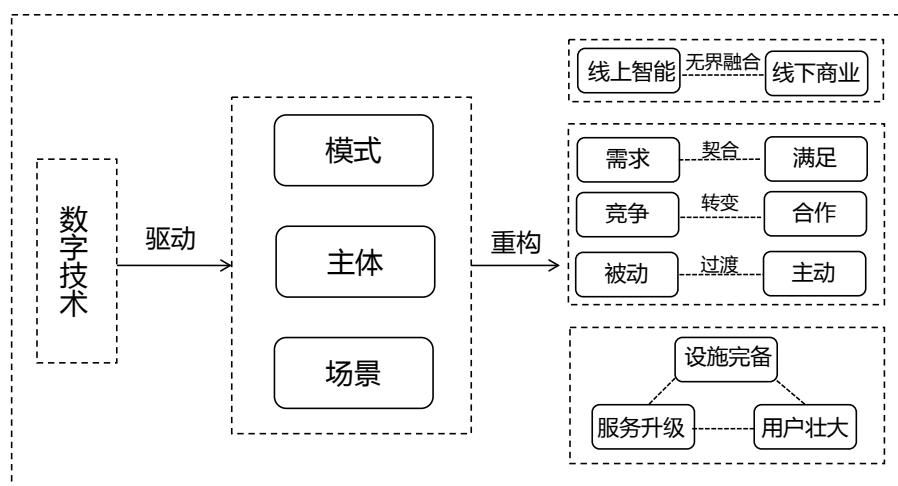 数字技术
驱动
模式
主体
场景
重构
线上智能 无界融合 线下商业
需求 契合 满足
竞争 转变 合作
被动 过渡 主动
设施完备
服务升级 用户壮大